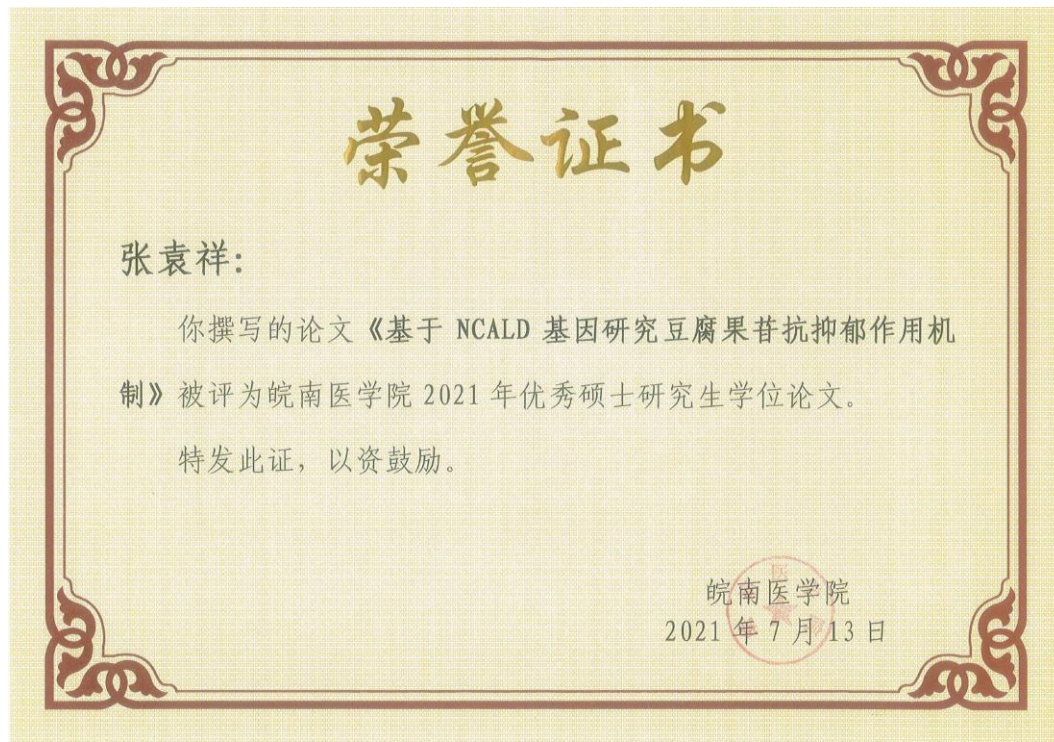 荣誉证书
张袁祥：
你撰写的论文《基于 NCALD 基因研究豆腐果苷抗抑郁作用机
制》被评为皖南医学院 2021 年优秀硕士研究生学位论文。
特发此证，以资鼓励。
皖南医学院
2021 年 7 月 13 日